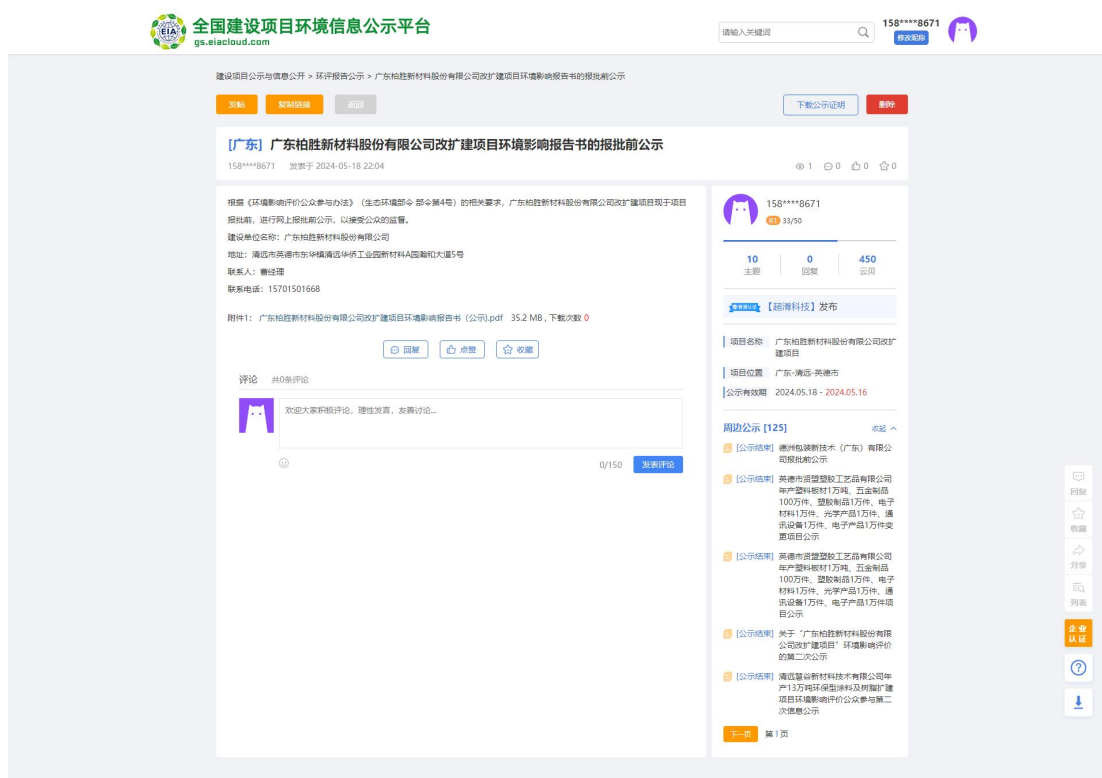 EIA
全国建设项目环境信息公示平台
gs.eiacloud.com
请输入关键词
158****8671
修改昵称
建设项目公示与信息公开 > 环评报告公示 > 广东柏胜新材料股份有限公司改扩建项目环境影响报告书的报批前公示
发帖 复制链接 返回
下载公示证明 删除
[广东] 广东柏胜新材料股份有限公司改扩建项目环境影响报告书的报批前公示
158****8671 发表于 2024-05-18 22:04
1 0 0 0
根据《环境影响评价公众参与办法》（生态环境部令 部令第4号）的相关要求，广东柏胜新材料股份有限公司改扩建项目现于项目
报批前，进行网上报批前公示，以接受公众的监督。
建设单位名称：广东柏胜新材料股份有限公司
地址：清远市英德市东华镇清远华侨工业园新材料A园瀚和大道5号
联系人：曹经理
联系电话：15701501668
附件1： 广东柏胜新材料股份有限公司改扩建项目环境影响报告书（公示).pdf 35.2 MB , 下载次数 0
回复 点赞 收藏
评论 共0条评论
欢迎大家积极评论，理性发言，友善讨论...
0/150 发表评论
158****8671
33/50
10 0 450
主题 回复 云贝
【超滑科技】发布
项目名称 广东柏胜新材料股份有限公司改扩
建项目
项目位置 广东-清远-英德市
公示有效期 2024.05.18 - 2024.05.16
周边公示 [125] 收起
[公示结束] 德洲包装新技术（广东）有限公
司报批前公示
[公示结束] 英德市贤盟塑胶工艺品有限公司
年产塑料板材1万吨、五金制品
100万件、塑胶制品1万件、电子
材料1万件、光学产品1万件、通
讯设备1万件、电子产品1万件变
更项目公示
[公示结束] 英德市贤盟塑胶工艺品有限公司
年产塑料板材1万吨、五金制品
100万件、塑胶制品1万件、电子
材料1万件、光学产品1万件、通
讯设备1万件、电子产品1万件项
目公示
[公示结束] 关于“广东柏胜新材料股份有限
公司改扩建项目”环境影响评价
的第二次公示
[公示结束] 清远慧谷新材料技术有限公司年
产13万吨环保型涂料及树脂扩建
项目环境影响评价公众参与第二
次信息公示
下一页 第1页
回复
收藏
分享
列表
企业
认证